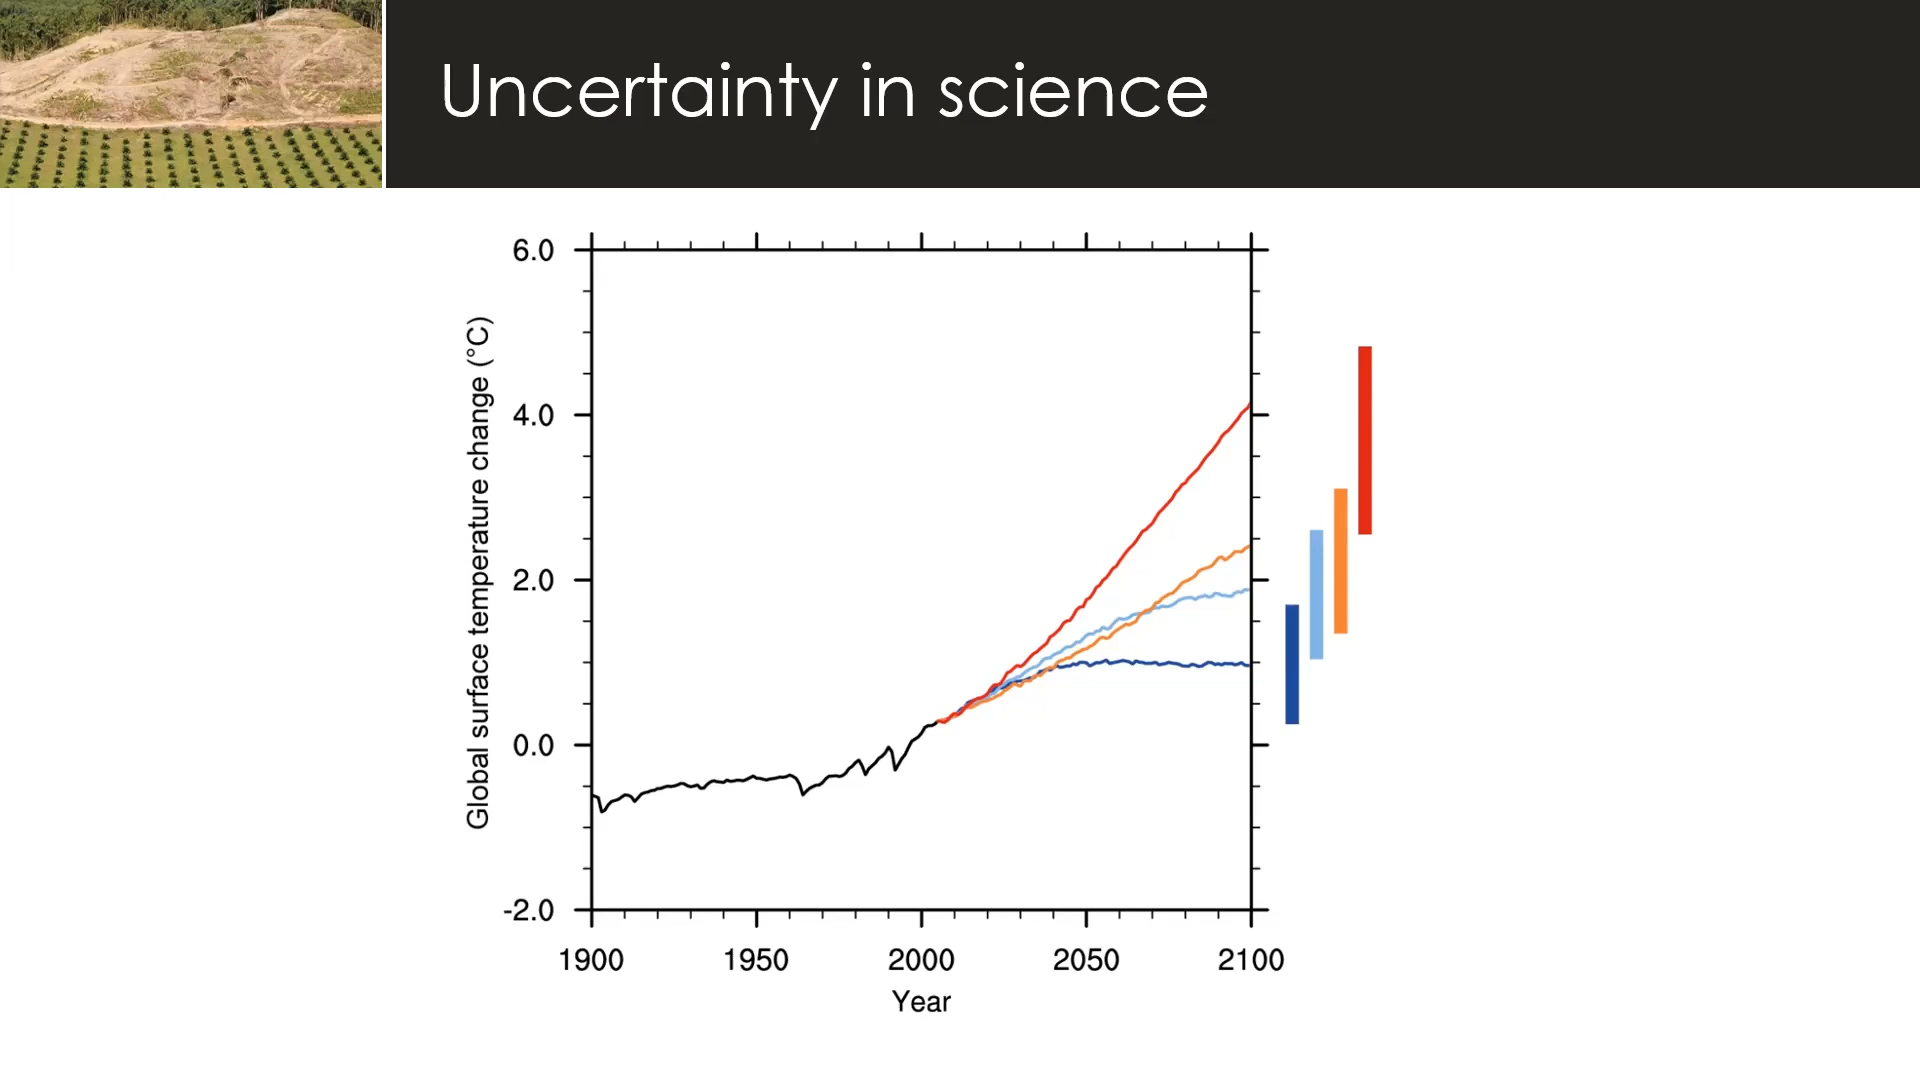 Uncertainty in science
6.0
4.0
2.0
0.0
-2.0
Global surface temperature change (°C)
1900 1950 2000 2050 2100
Year